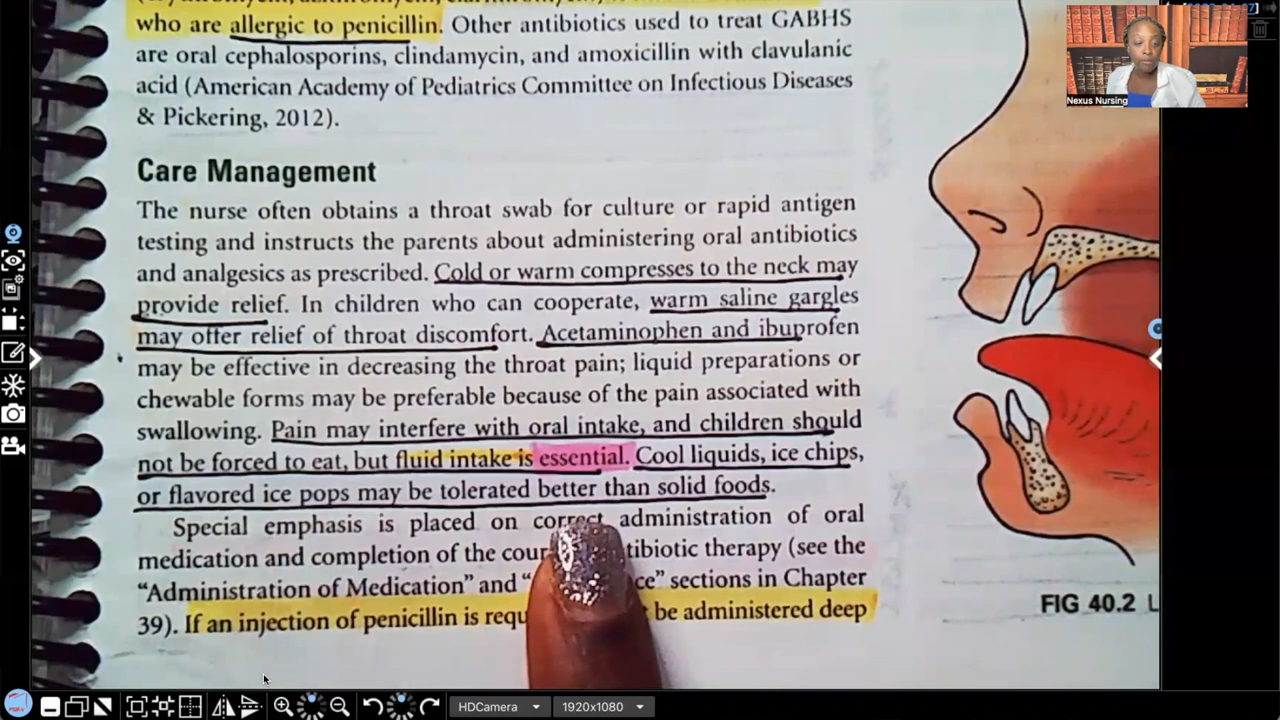 who are allergic to penicillin. Other antibiotics used to treat GABHS
are oral cephalosporins, clindamycin, and amoxicillin with clavulanic
acid (American Academy of Pediatrics Committee on Infectious Diseases
& Pickering, 2012).
Care Management
The nurse often obtains a throat swab for culture or rapid antigen
testing and instructs the parents about administering oral antibiotics
and analgesics as prescribed. Cold or warm compresses to the neck may
provide relief. In children who can cooperate, warm saline gargles
may offer relief of throat discomfort. Acetaminophen and ibuprofen
may be effective in decreasing the throat pain; liquid preparations or
chewable forms may be preferable because of the pain associated with
swallowing. Pain may interfere with oral intake, and children should
not be forced to eat, but fluid intake is essential. Cool liquids, ice chips,
or flavored ice pops may be tolerated better than solid foods.
Special emphasis is placed on correct administration of oral
medication and completion of the (see the
"Administration of Medication" and sections in Chapter
39). If an injection of penicillin is be administered deep
FIG 40.2
Nexus Nursing
HDCamera
1920x1080